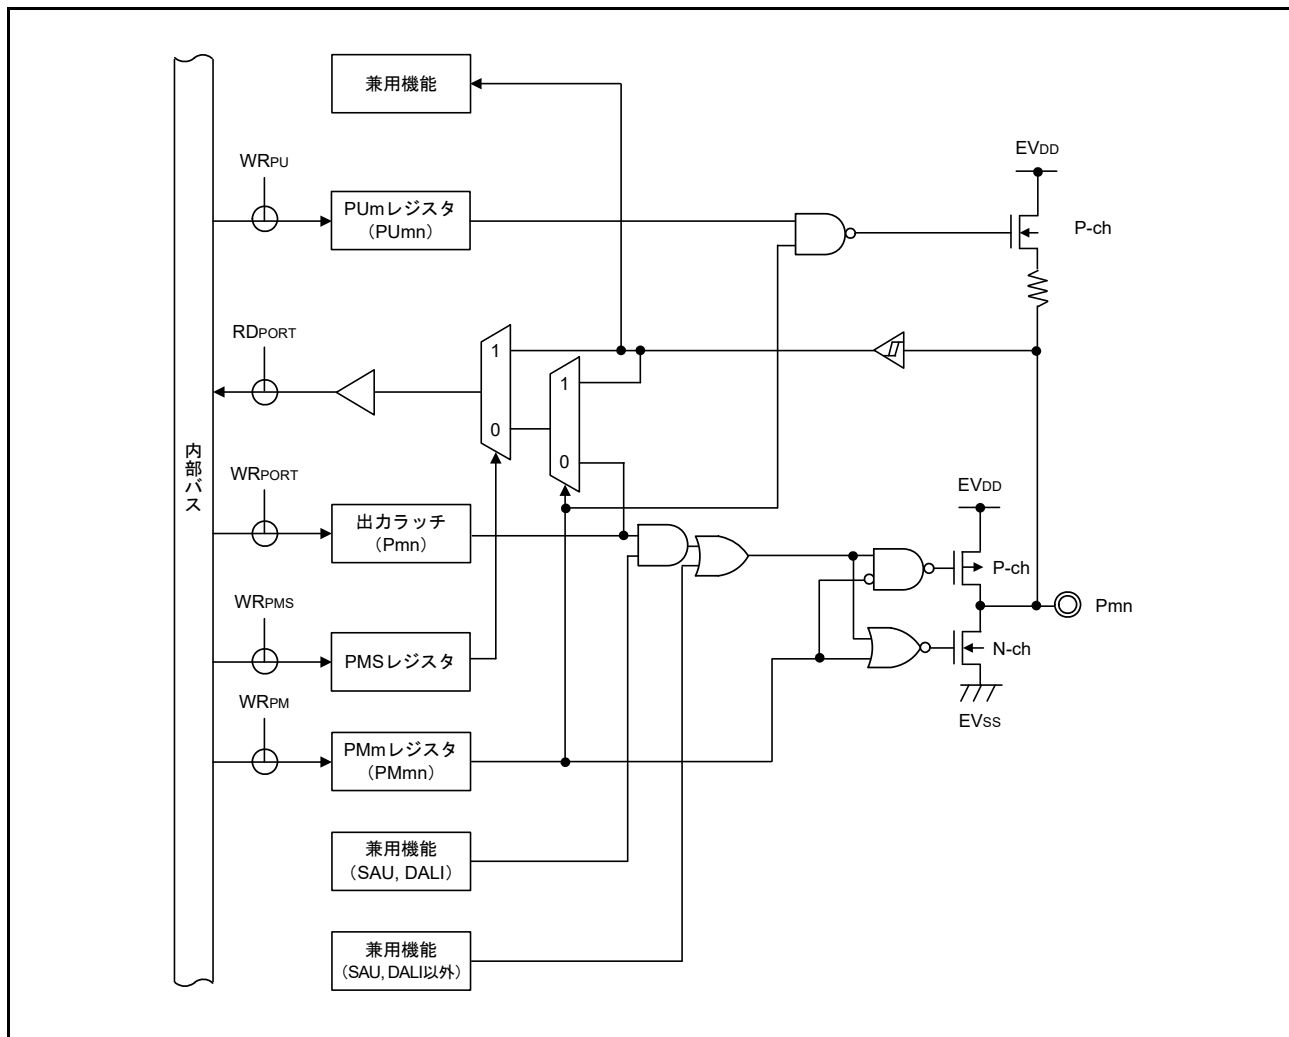 兼用機能
WRPU
PUmレジスタ
（PUmn）
EVDD
P-ch
RDPORT
1
0
1
0
内部バス
WRPORT
出力ラッチ
（Pmn）
EVDD
P-ch
Pmn
N-ch
EVSS
WRPMS
PMSレジスタ
WRPM
PMmレジスタ
（PMmn）
兼用機能
（SAU, DALI）
兼用機能
（SAU, DALI以外）